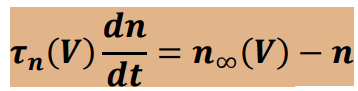 τₙ(V) dn/dt = n∞(V) − n